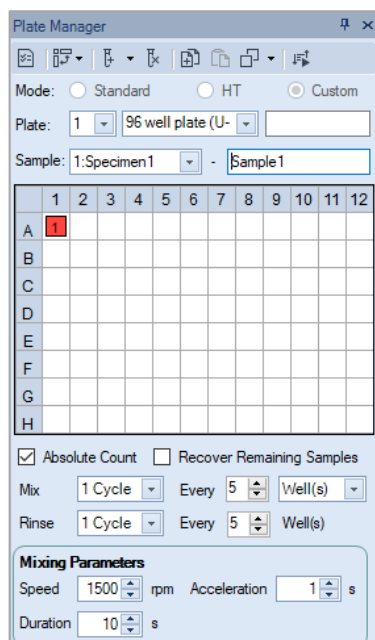 Plate Manager
Mode: Standard HT Custom
Plate: 1 96 well plate (U-
Sample: 1:Specimen1 - Sample1
1 2 3 4 5 6 7 8 9 10 11 12
A 1
B
C
D
E
F
G
H
Absolute Count Recover Remaining Samples
Mix 1 Cycle Every 5 Well(s)
Rinse 1 Cycle Every 5 Well(s)
Mixing Parameters
Speed 1500 rpm Acceleration 1 s
Duration 10 s